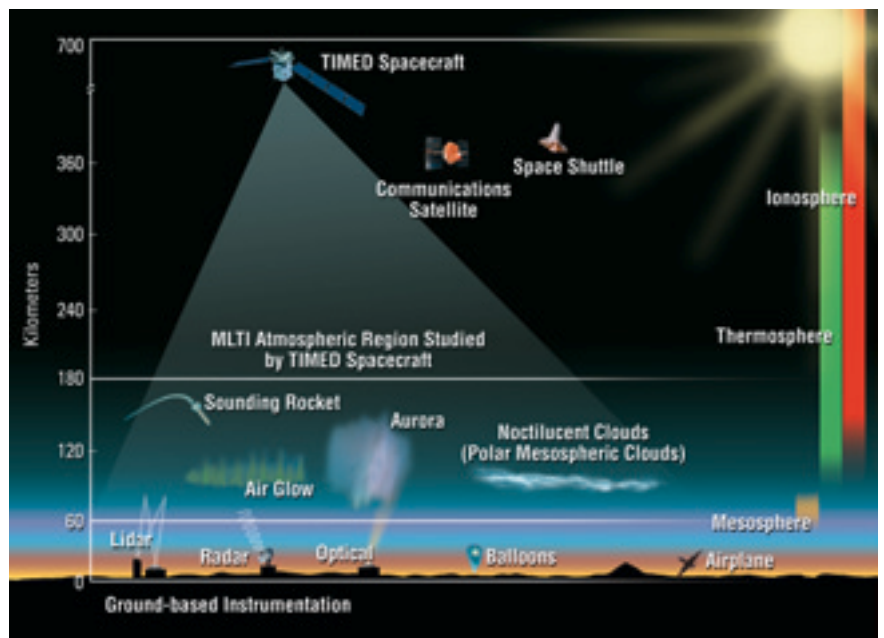 700
TIMED Spacecraft
360
Space Shuttle
Communications
Satellite
Ionosphere
300
Kilometers
240
MLTI Atmospheric Region Studied
by TIMED Spacecraft
Thermosphere
180
Sounding Rocket
Aurora
Noctilucent Clouds
(Polar Mesospheric Clouds)
120
Air Glow
60
Mesosphere
Lidar
Radar
Optical
Balloons
Airplane
0
Ground-based Instrumentation